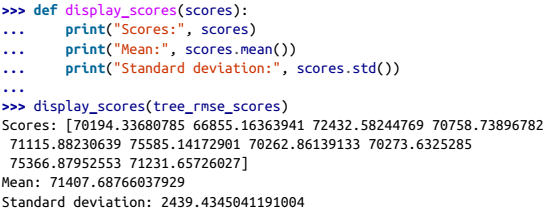 >>> def display_scores(scores):
...     print("Scores:", scores)
...     print("Mean:", scores.mean())
...     print("Standard deviation:", scores.std())
...
>>> display_scores(tree_rmse_scores)
Scores: [70194.33680785 66855.16363941 72432.58244769 70758.73896782
 71115.88230639 75585.14172901 70262.86139133 70273.6325285
 75366.87952553 71231.65726027]
Mean: 71407.68766037929
Standard deviation: 2439.4345041191004